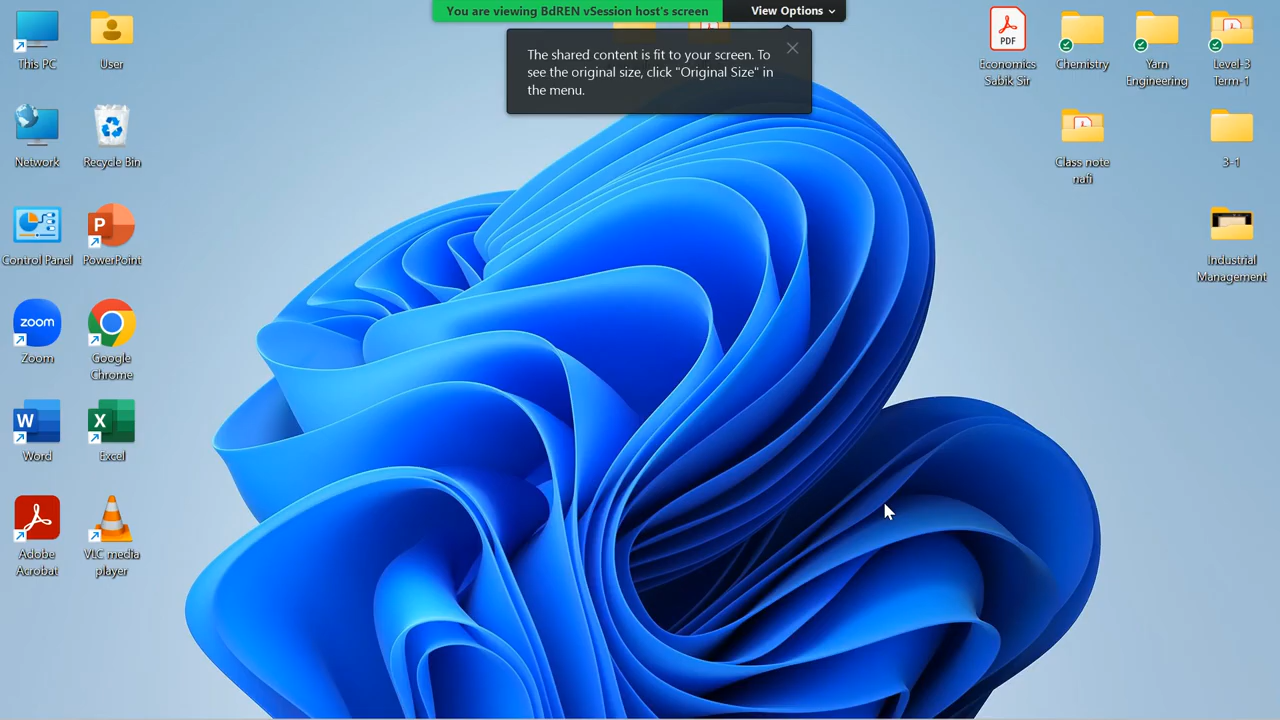 You are viewing BdREN vSession host's screen
View Options
The shared content is fit to your screen. To
see the original size, click "Original Size" in
the menu.
This PC
User
Network
Recycle Bin
Control Panel
PowerPoint
zoom
Zoom
Google
Chrome
Word
Excel
Adobe
Acrobat
VLC media
player
PDF
Economics
Sabik Sir
Chemistry
Yarn
Engineering
Level-3
Term-1
Class note
nafi
3-1
Industrial
Management